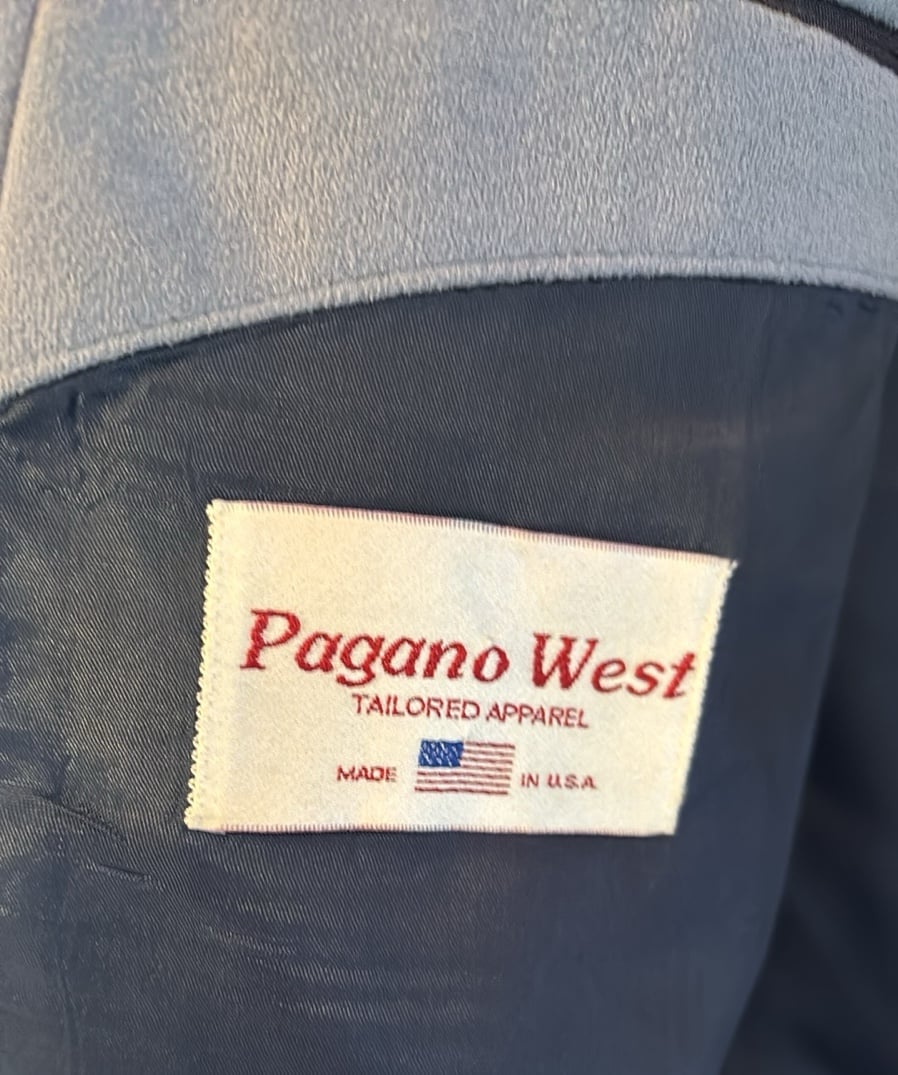 Pagano West
TAILORED APPAREL
MADE IN U.S.A.